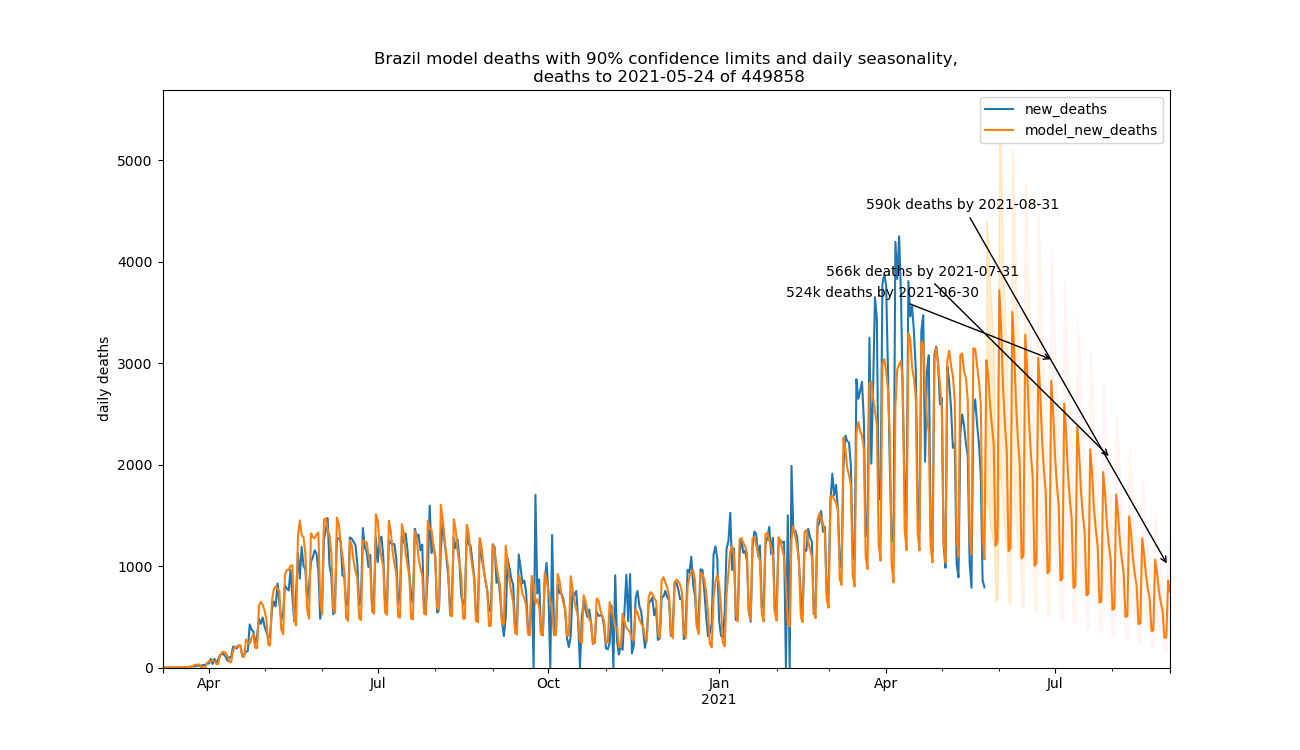 Brazil model deaths with 90% confidence limits and daily seasonality,
deaths to 2021-05-24 of 449858
new_deaths
model_new_deaths
590k deaths by 2021-08-31
566k deaths by 2021-07-31
524k deaths by 2021-06-30
daily deaths
5000
4000
3000
2000
1000
0
Apr
Jul
Oct
Jan
2021
Apr
Jul